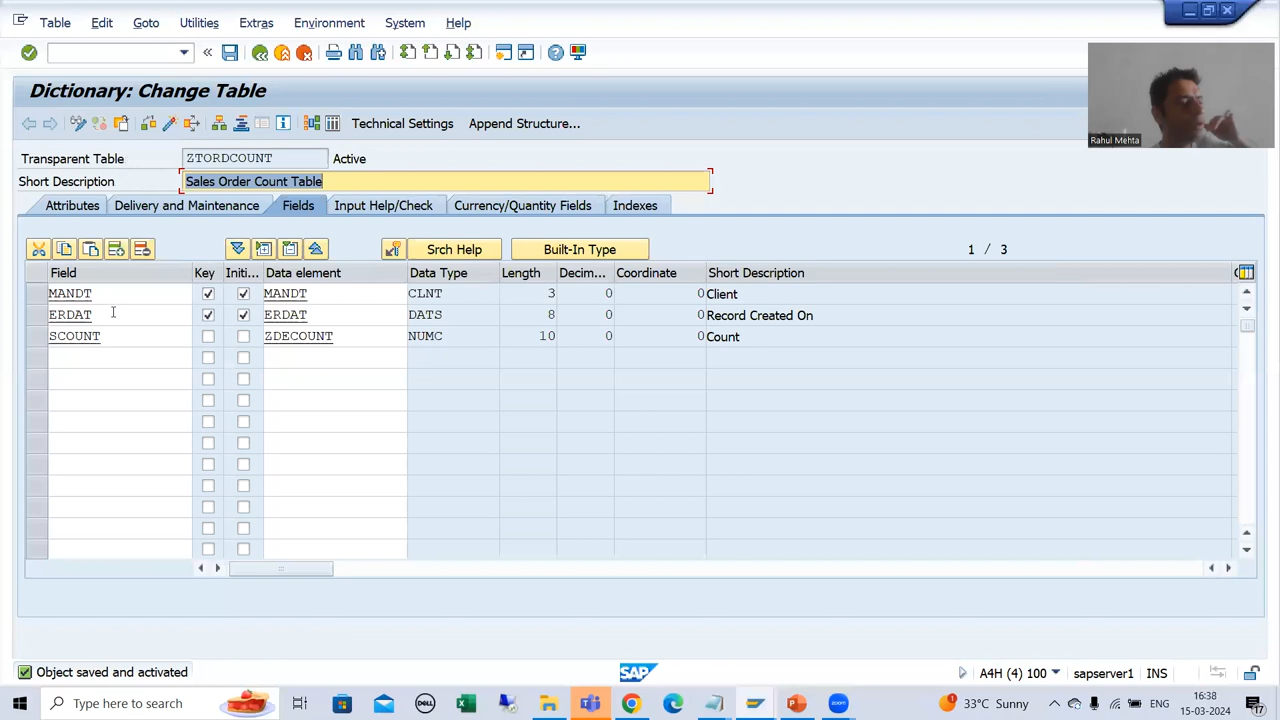 Table Edit Goto Utilities Extras Environment System Help
Dictionary: Change Table
Technical Settings Append Structure...
Rahul Mehta
Transparent Table ZTORDCOUNT Active
Short Description Sales Order Count Table
Attributes Delivery and Maintenance Fields Input Help/Check Currency/Quantity Fields Indexes
Srch Help Built-In Type 1 / 3
Field Key Initi... Data element Data Type Length Decim... Coordinate Short Description
MANDT MANDT CLNT 3 0 0 Client
ERDAT ERDAT DATS 8 0 0 Record Created On
SCOUNT ZDECOUNT NUMC 10 0 0 Count
Object saved and activated SAP A4H (4) 100 sapserver1 INS
Type here to search 33°C Sunny ENG 16:38
15-03-2024 17